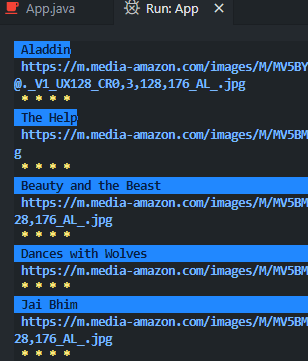 App.java
Run: App
Aladdin
https://m.media-amazon.com/images/M/MV5BY
@._V1_UX128_CR0,3,128,176_AL_.jpg
* * * *
The Help
https://m.media-amazon.com/images/M/MV5BM
g
* * * *
Beauty and the Beast
https://m.media-amazon.com/images/M/MV5BM
28,176_AL_.jpg
* * * *
Dances with Wolves
https://m.media-amazon.com/images/M/MV5BM
* * * *
Jai Bhim
https://m.media-amazon.com/images/M/MV5BM
28,176_AL_.jpg
* * * *